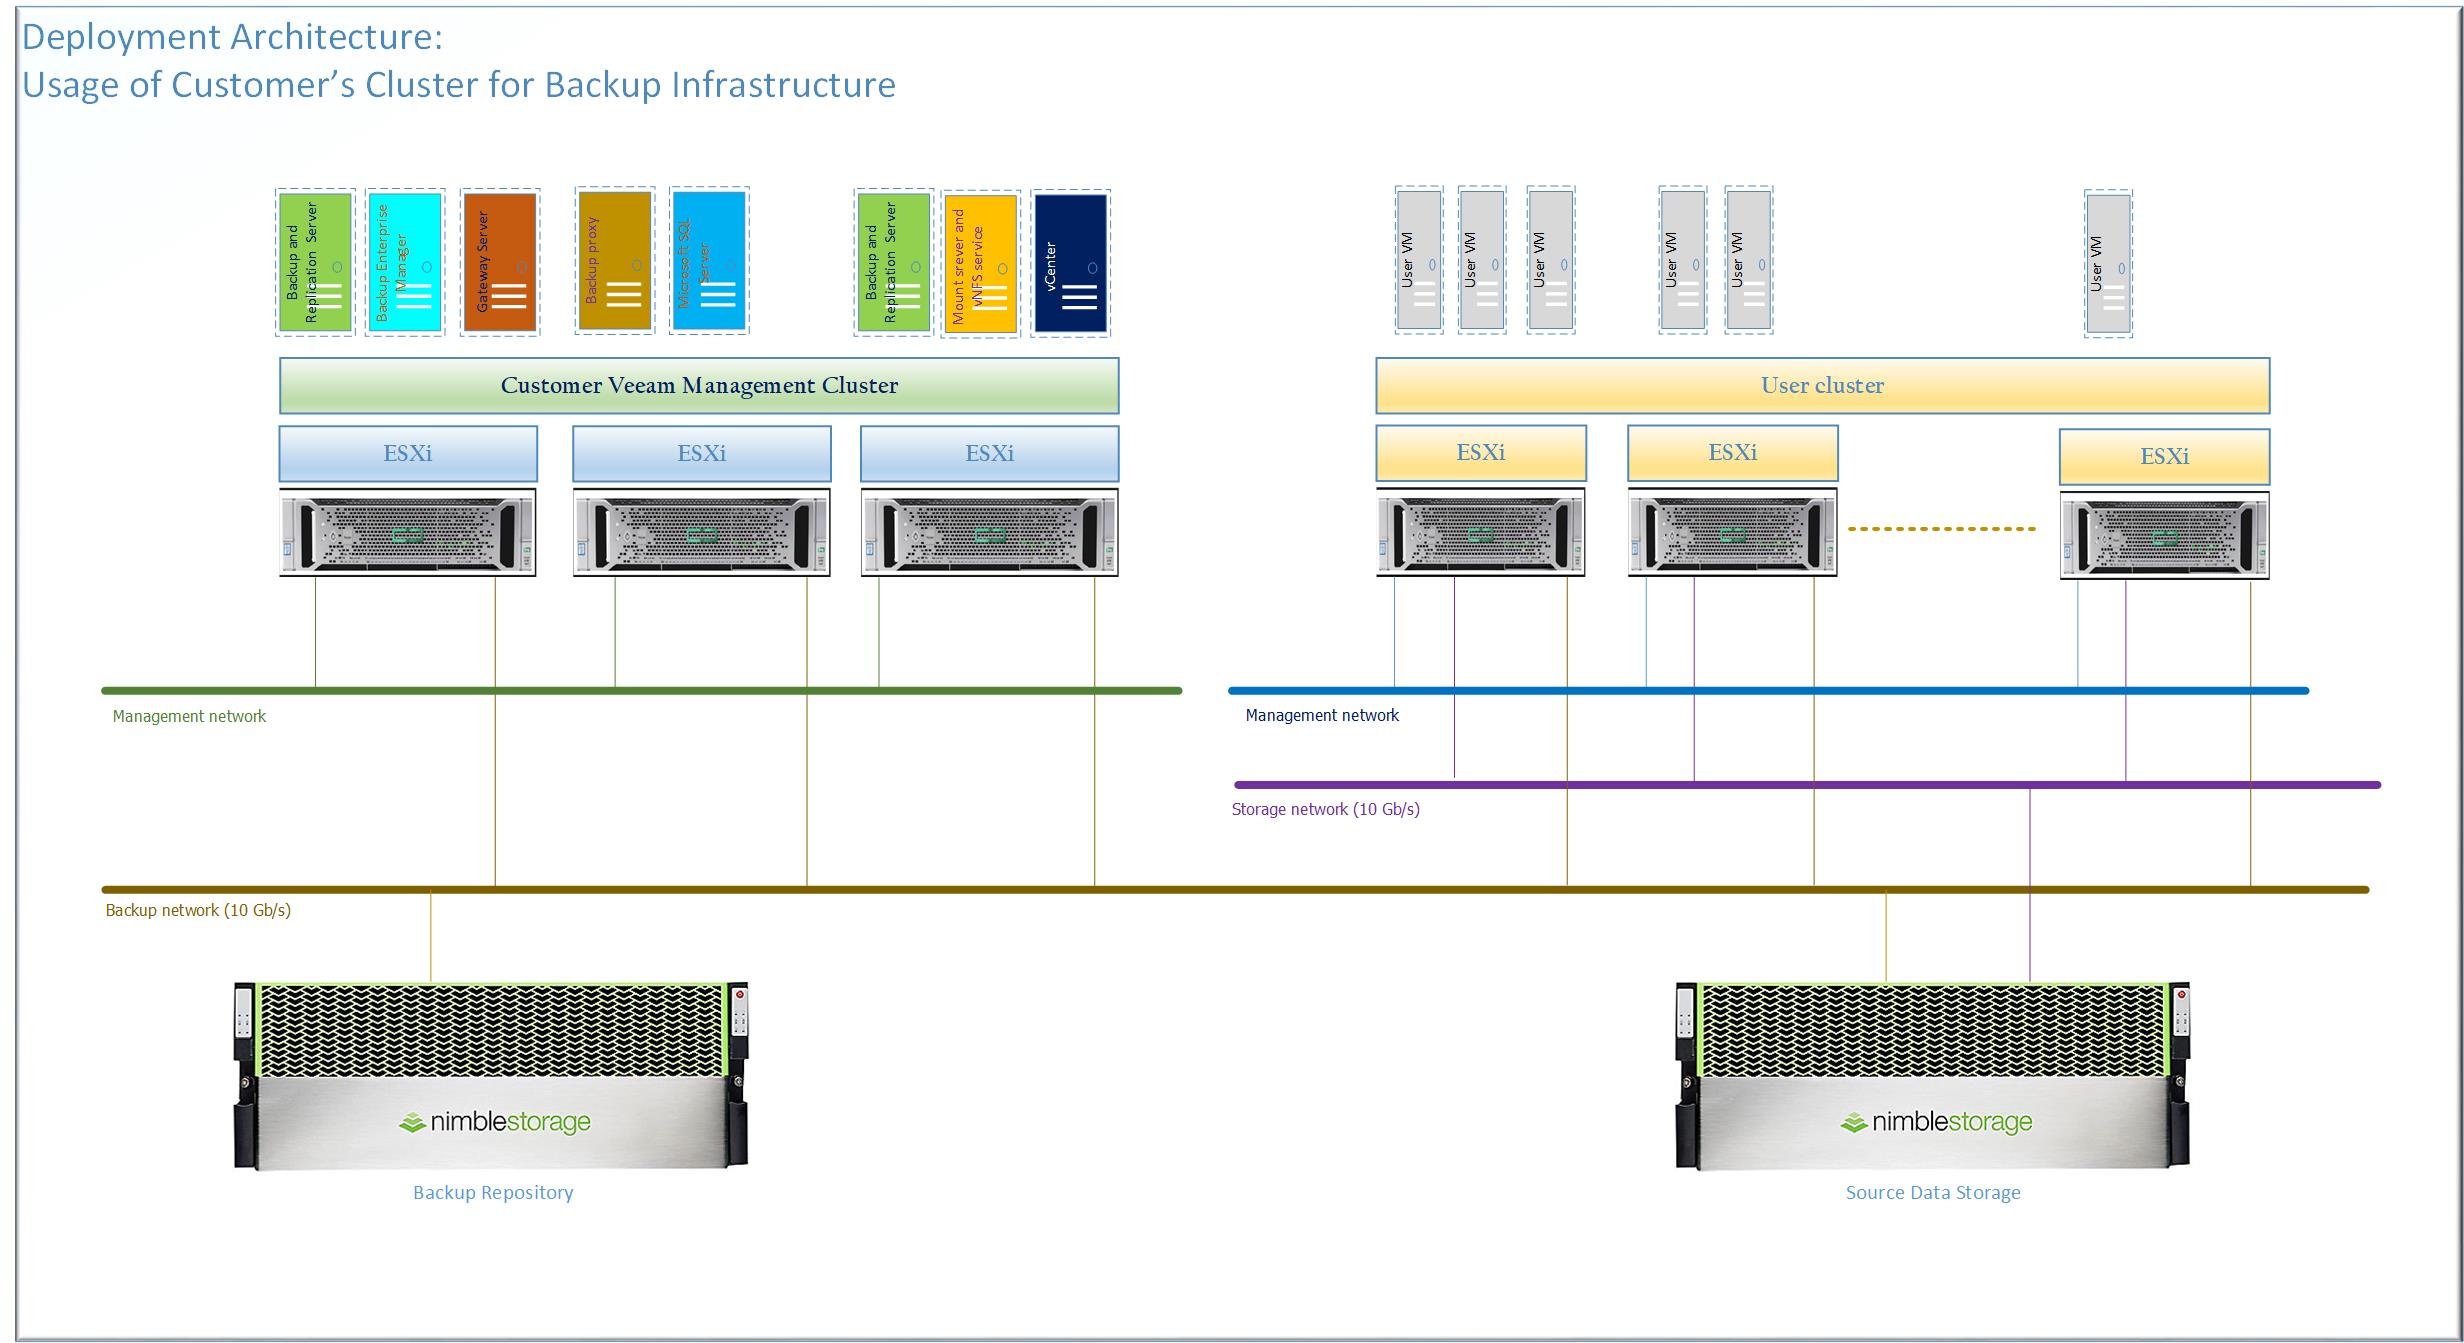 Deployment Architecture:
Usage of Customer's Cluster for Backup Infrastructure
Backup and
Replication Server
Backup Enterprise
Manager
Gateway Server
Backup proxy
Microsoft SQL
Server
Backup and
Replication Server
Mount srever and
vNFS service
vCenter
User VM
User VM
User VM
User VM
User VM
User VM
Customer Veeam Management Cluster
User cluster
ESXi
ESXi
ESXi
ESXi
ESXi
ESXi
Management network
Management network
Storage network (10 Gb/s)
Backup network (10 Gb/s)
nimblestorage
nimblestorage
Backup Repository
Source Data Storage